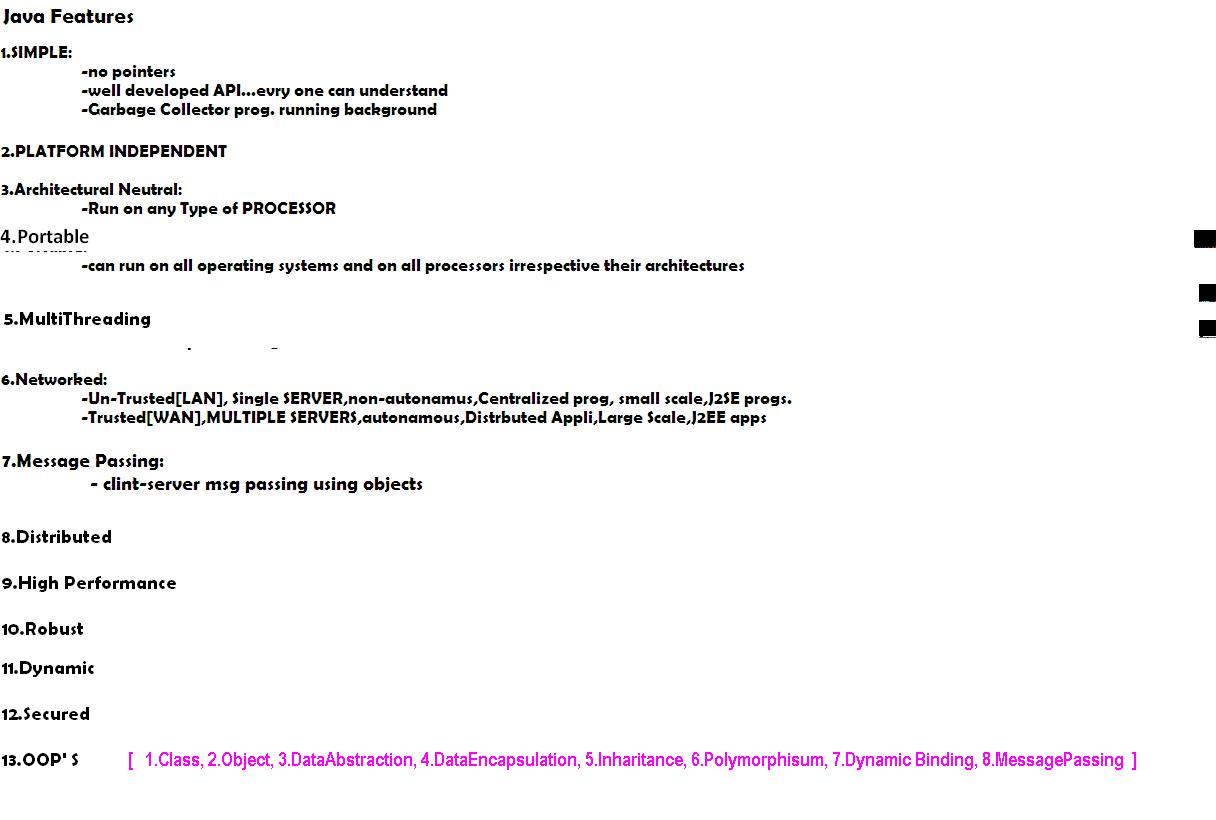 Java Features
1.SIMPLE:
-no pointers
-well developed API...evry one can understand
-Garbage Collector prog. running background
2.PLATFORM INDEPENDENT
3.Architectural Neutral:
-Run on any Type of PROCESSOR
4.Portable
-can run on all operating systems and on all processors irrespective their architectures
5.MultiThreading
6.Networked:
-Un-Trusted[LAN], Single SERVER,non-autonamus,Centralized prog, small scale,J2SE progs.
-Trusted[WAN],MULTIPLE SERVERS,autonamous,Distrbuted Appli,Large Scale,J2EE apps
7.Message Passing:
- clint-server msg passing using objects
8.Distributed
9.High Performance
10.Robust
11.Dynamic
12.Secured
13.OOP'S [ 1.Class, 2.Object, 3.DataAbstraction, 4.DataEncapsulation, 5.Inharitance, 6.Polymorphisum, 7.Dynamic Binding, 8.MessagePassing ]